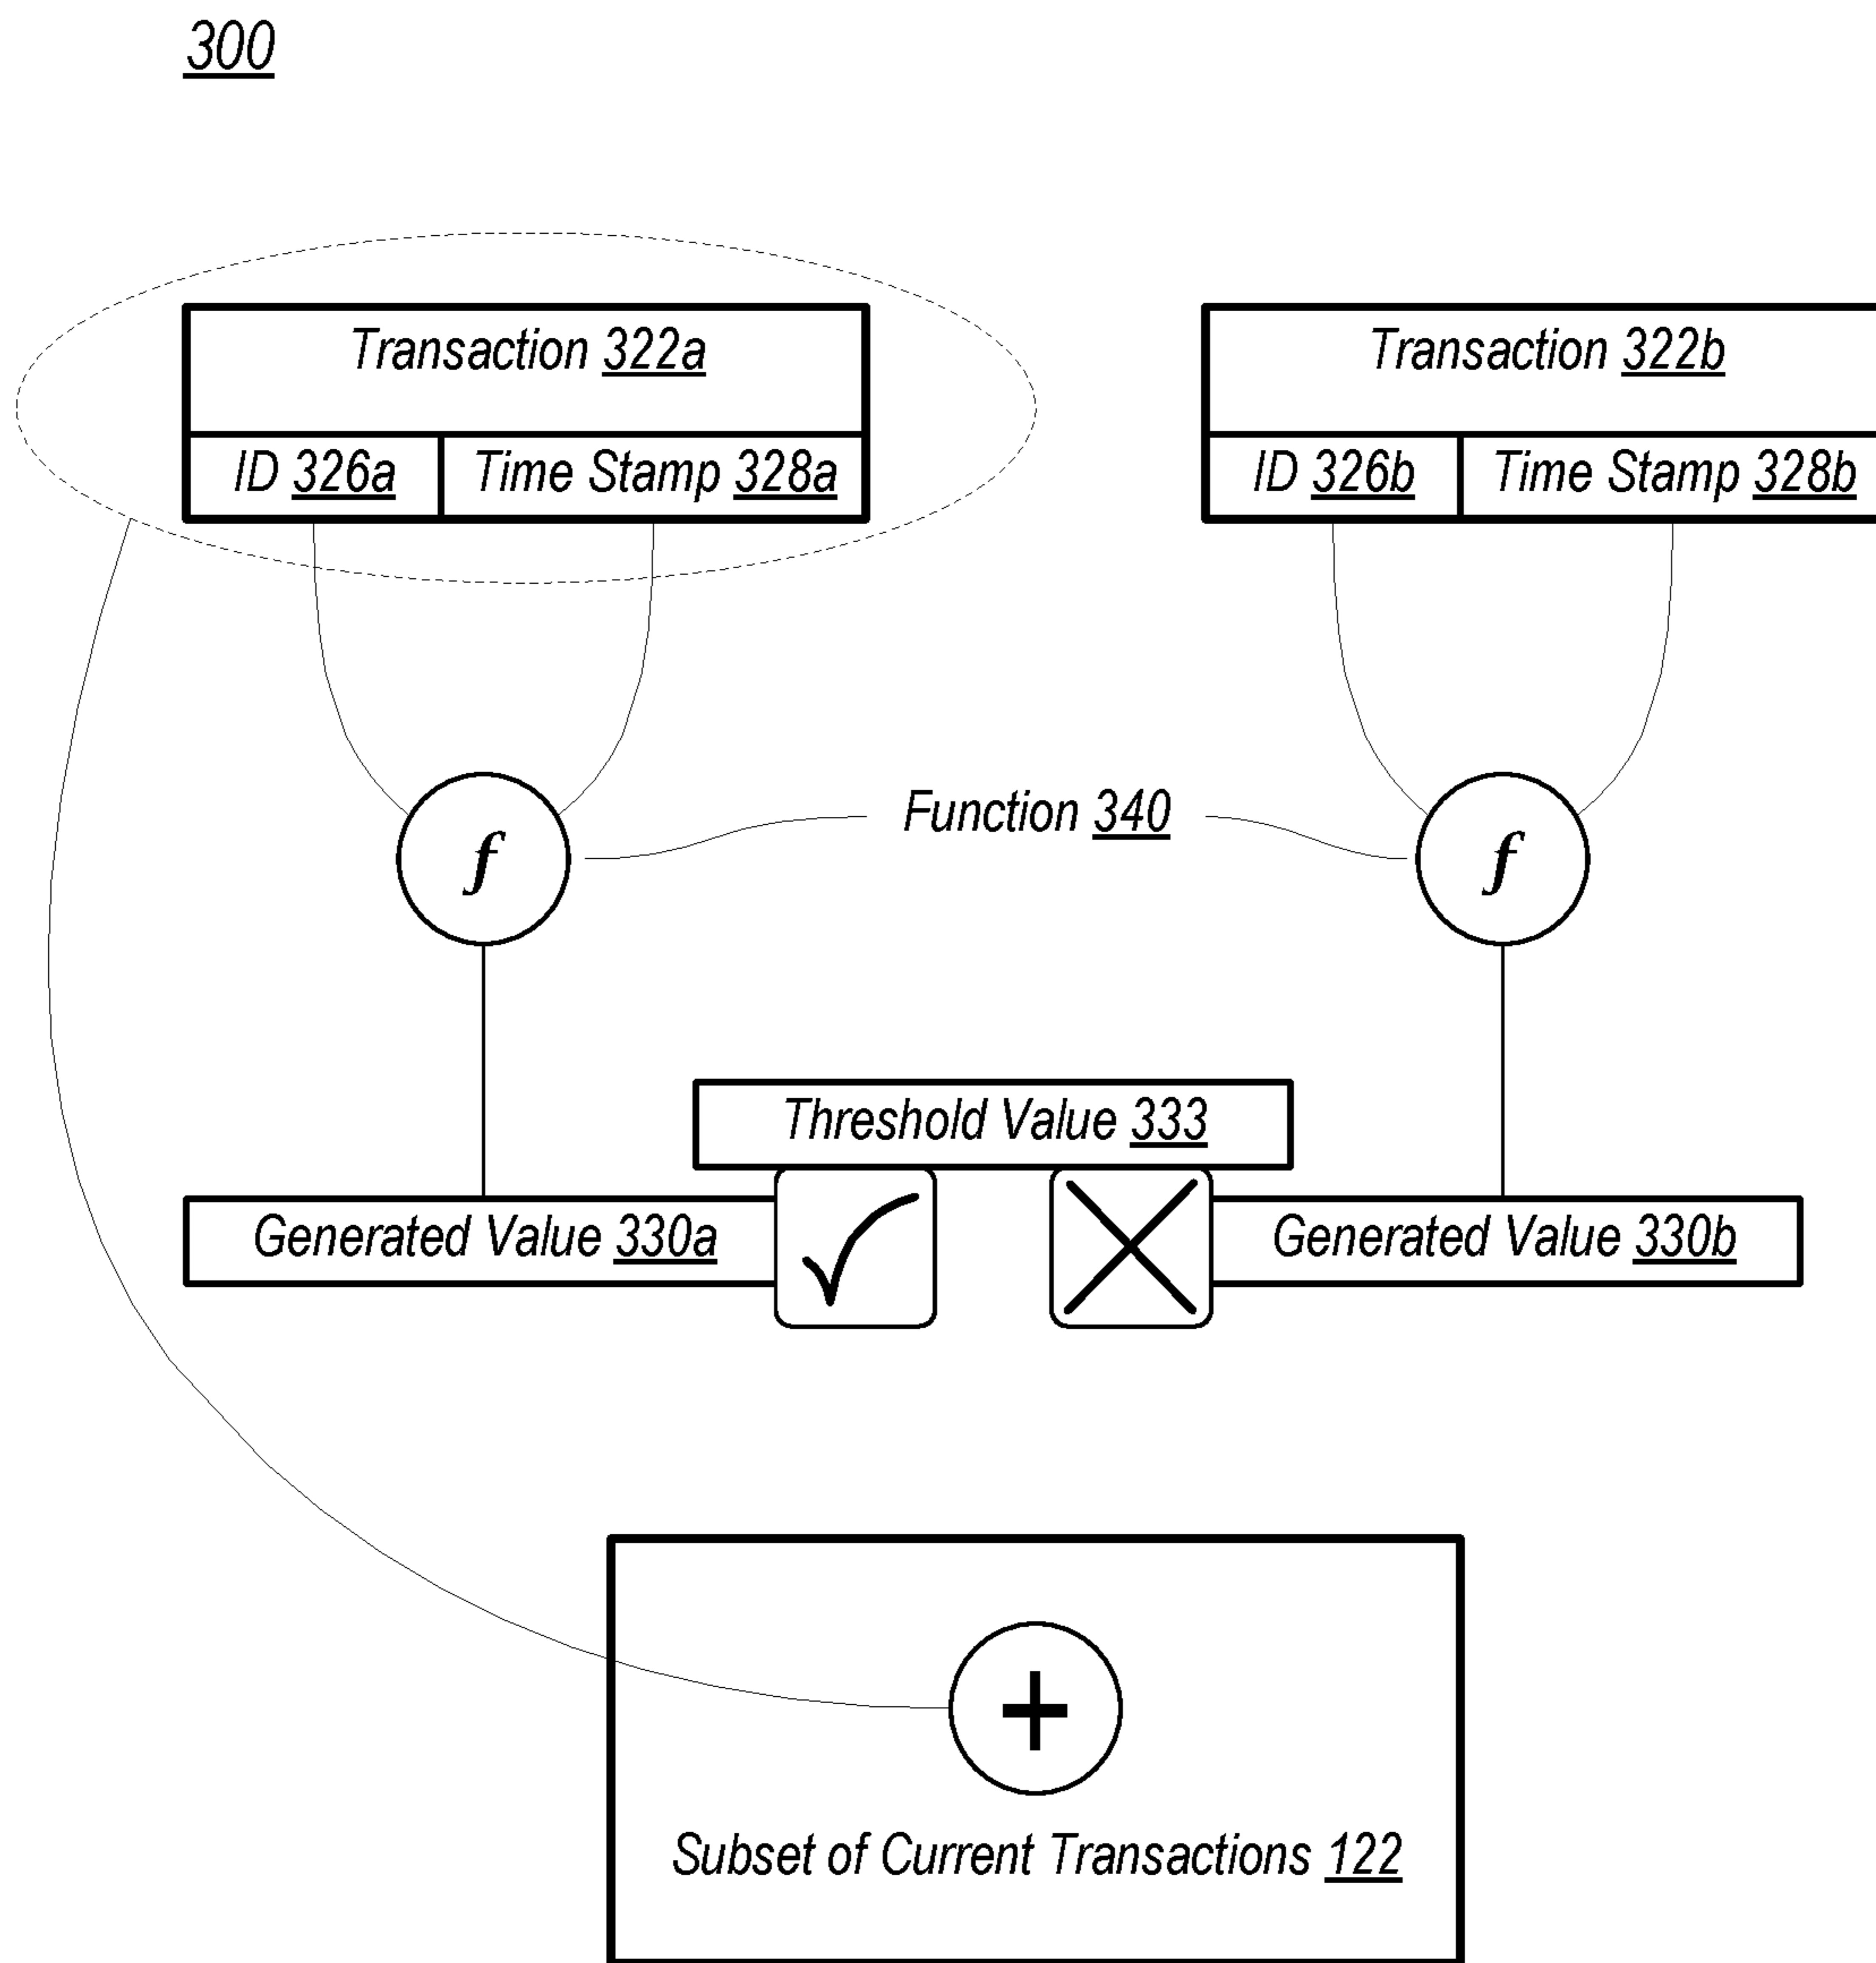 300
Transaction 322a
Transaction 322b
ID 326a
Time Stamp 328a
ID 326b
Time Stamp 328b
f
Function 340
f
Threshold Value 333
Generated Value 330a
Generated Value 330b
+
Subset of Current Transactions 122